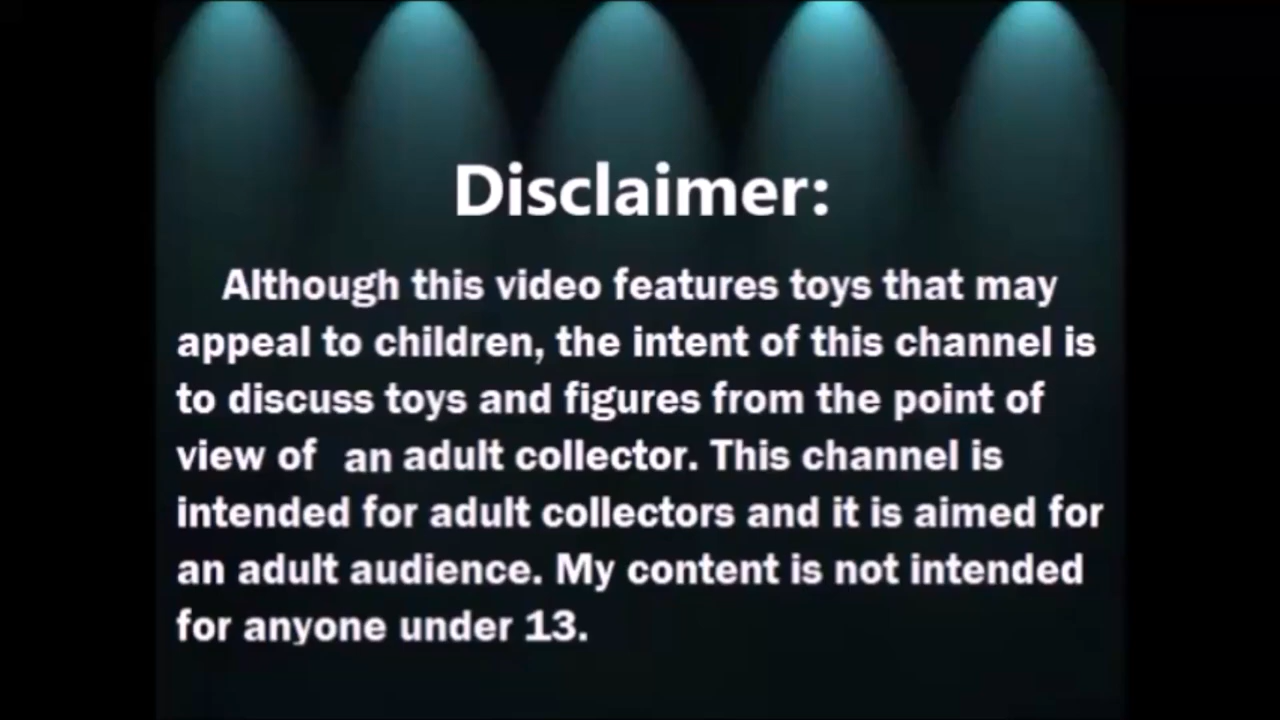 Disclaimer:
Although this video features toys that may
appeal to children, the intent of this channel is
to discuss toys and figures from the point of
view of an adult collector. This channel is
intended for adult collectors and it is aimed for
an adult audience. My content is not intended
for anyone under 13.